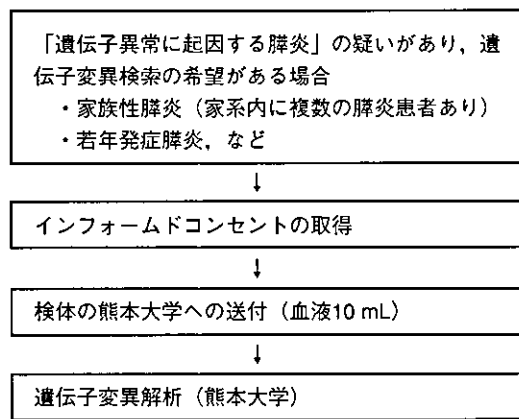 「遺伝子異常に起因する膵炎」の疑いがあり，遺
伝子変異検索の希望がある場合
・家族性膵炎（家系内に複数の膵炎患者あり）
・若年発症膵炎，など
↓
インフォームドコンセントの取得
↓
検体の熊本大学への送付（血液10 mL）
↓
遺伝子変異解析（熊本大学）